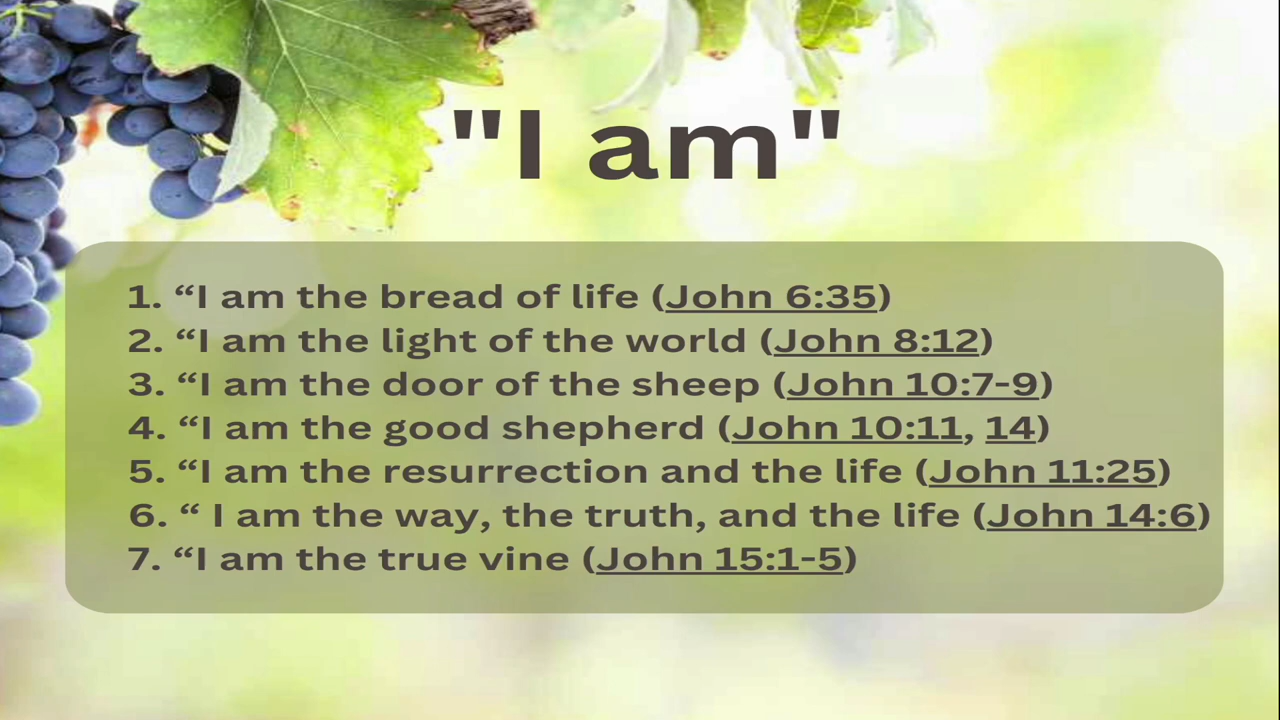 "I am"
1. “I am the bread of life (John 6:35)
2. “I am the light of the world (John 8:12)
3. “I am the door of the sheep (John 10:7-9)
4. “I am the good shepherd (John 10:11, 14)
5. “I am the resurrection and the life (John 11:25)
6. “ I am the way, the truth, and the life (John 14:6)
7. “I am the true vine (John 15:1-5)